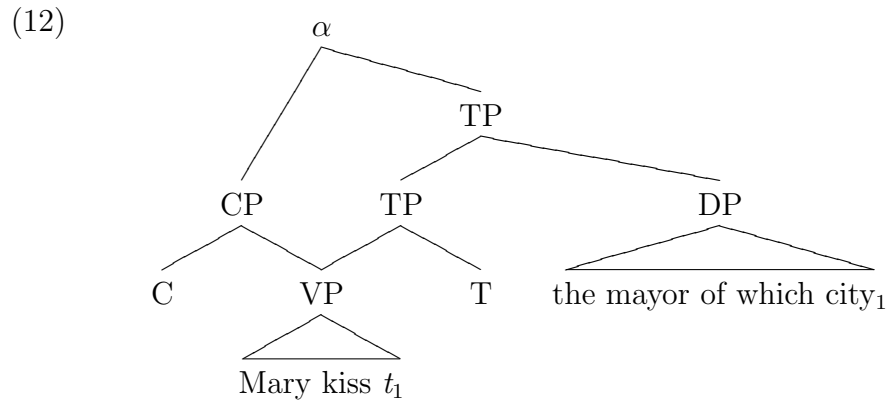 (12)
α
TP
CP TP DP
C VP T the mayor of which city₁
Mary kiss t₁